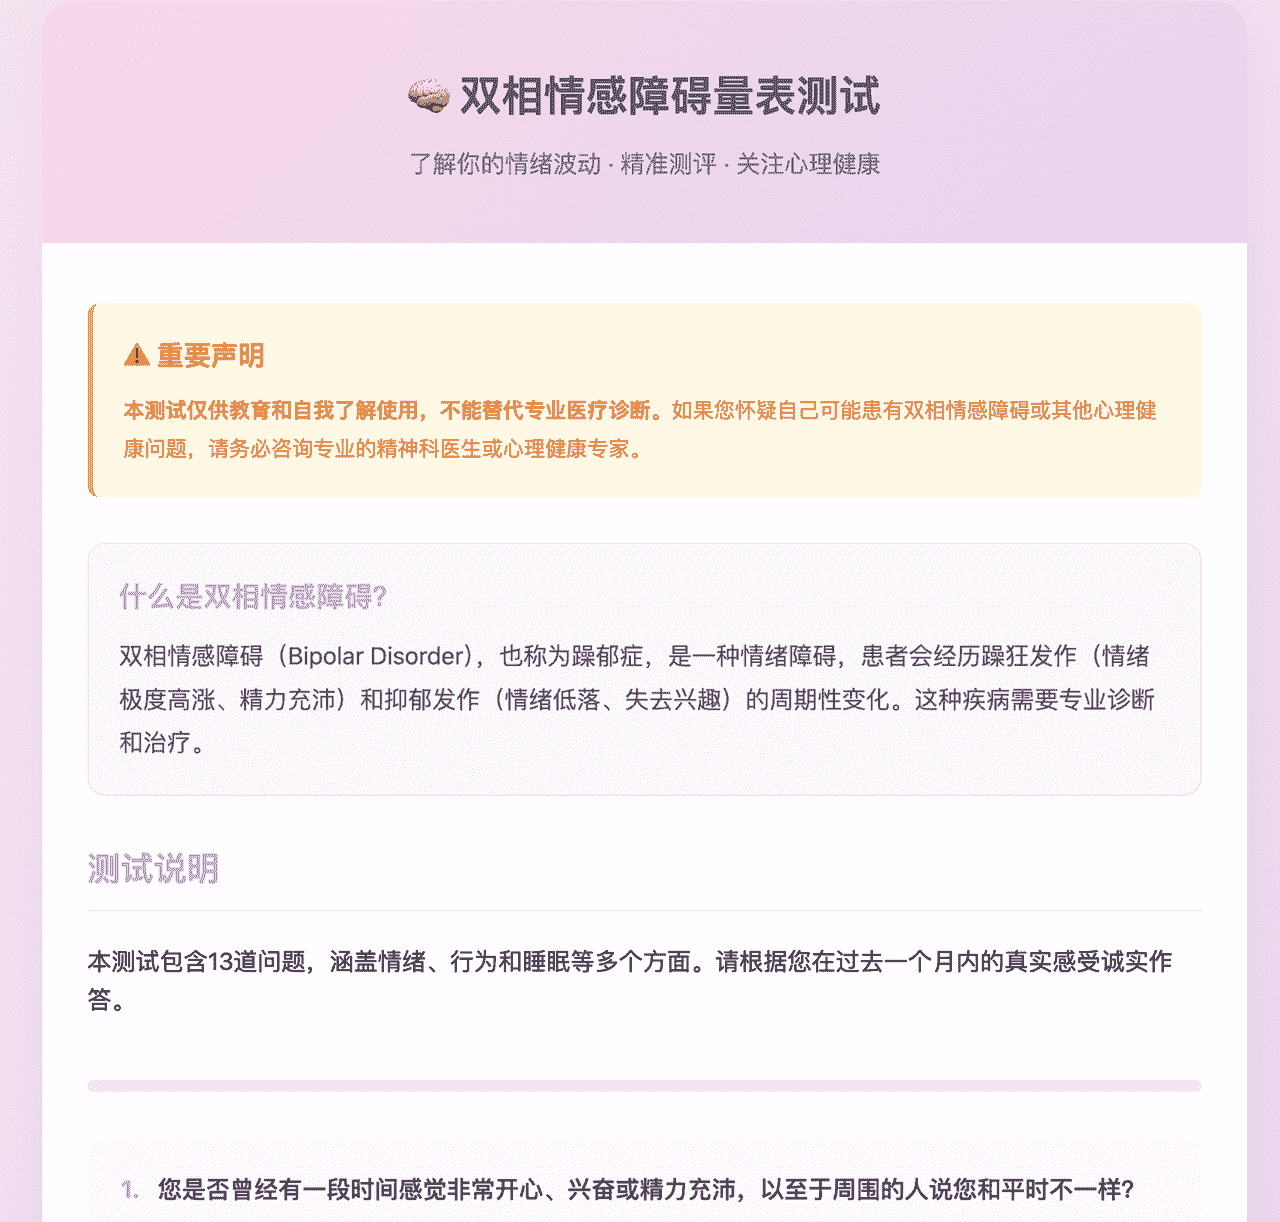 双相情感障碍量表测试
了解你的情绪波动 · 精准测评 · 关注心理健康
重要声明
本测试仅供教育和自我了解使用，不能替代专业医疗诊断。如果您怀疑自己可能患有双相情感障碍或其他心理健
康问题，请务必咨询专业的精神科医生或心理健康专家。
什么是双相情感障碍?
双相情感障碍（Bipolar Disorder），也称为躁郁症，是一种情绪障碍，患者会经历躁狂发作（情绪
极度高涨、精力充沛）和抑郁发作（情绪低落、失去兴趣）的周期性变化。这种疾病需要专业诊断
和治疗。
测试说明
本测试包含13道问题，涵盖情绪、行为和睡眠等多个方面。请根据您在过去一个月内的真实感受诚实作
答。
1. 您是否曾经有一段时间感觉非常开心、兴奋或精力充沛，以至于周围的人说您和平时不一样?